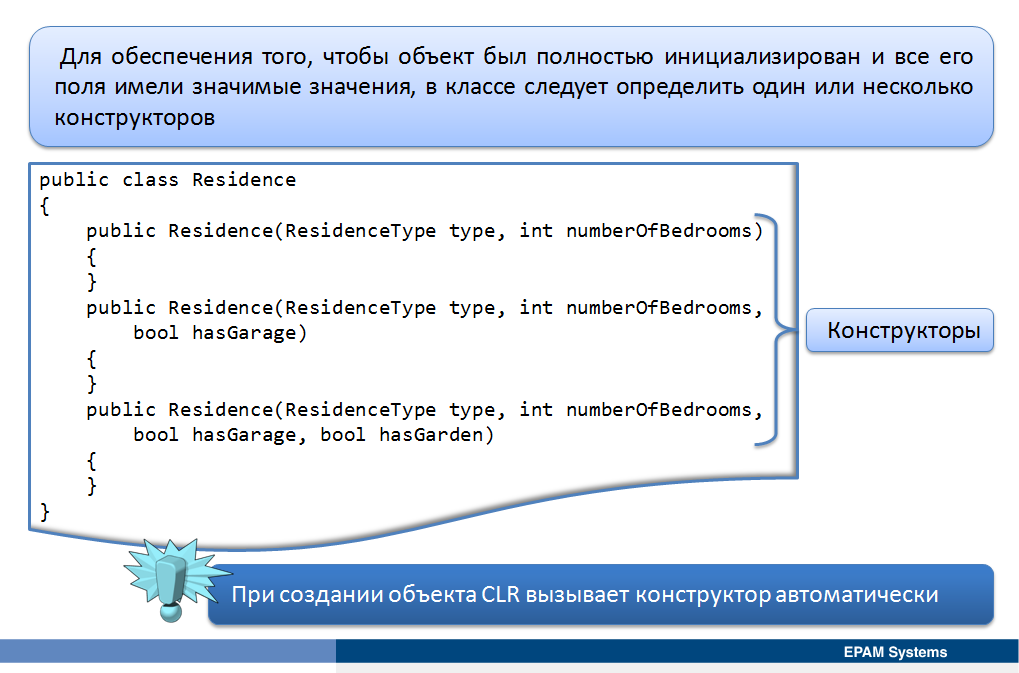 Для обеспечения того, чтобы объект был полностью инициализирован и все его
поля имели значимые значения, в классе следует определить один или несколько
конструкторов
public class Residence
{
    public Residence(ResidenceType type, int numberOfBedrooms)
    {
    }
    public Residence(ResidenceType type, int numberOfBedrooms,
        bool hasGarage)
    {
    }
    public Residence(ResidenceType type, int numberOfBedrooms,
        bool hasGarage, bool hasGarden)
    {
    }
}
Конструкторы
При создании объекта CLR вызывает конструктор автоматически
EPAM Systems